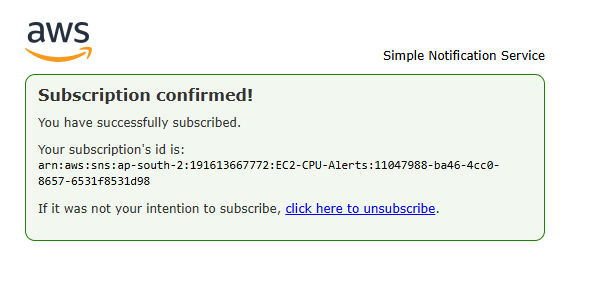 aws
Simple Notification Service
Subscription confirmed!
You have successfully subscribed.
Your subscription's id is:
arn:aws:sns:ap-south-2:191613667772:EC2-CPU-Alerts:11047988-ba46-4cc0-
8657-6531f8531d98
If it was not your intention to subscribe, click here to unsubscribe.